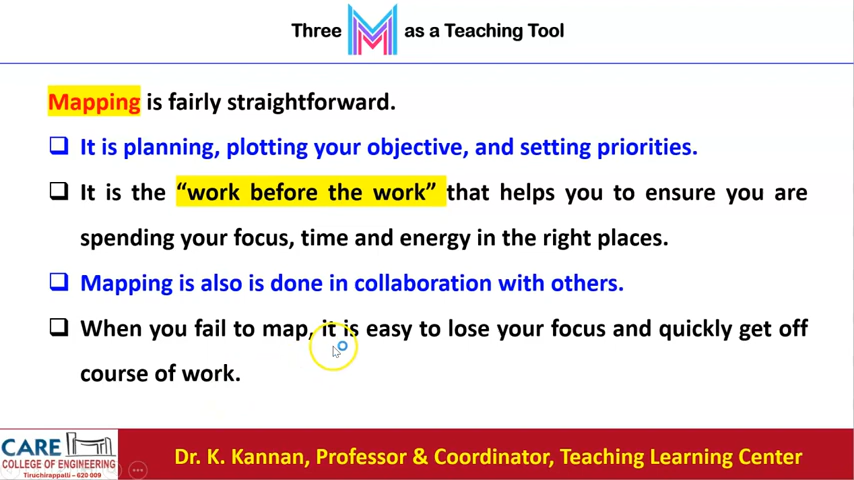 Three M as a Teaching Tool
Mapping is fairly straightforward.
It is planning, plotting your objective, and setting priorities.
It is the “work before the work” that helps you to ensure you are
spending your focus, time and energy in the right places.
Mapping is also is done in collaboration with others.
When you fail to map, it is easy to lose your focus and quickly get off
course of work.
CARE
COLLEGE OF ENGINEERING
Tiruchirappalli – 620 009
Dr. K. Kannan, Professor & Coordinator, Teaching Learning Center